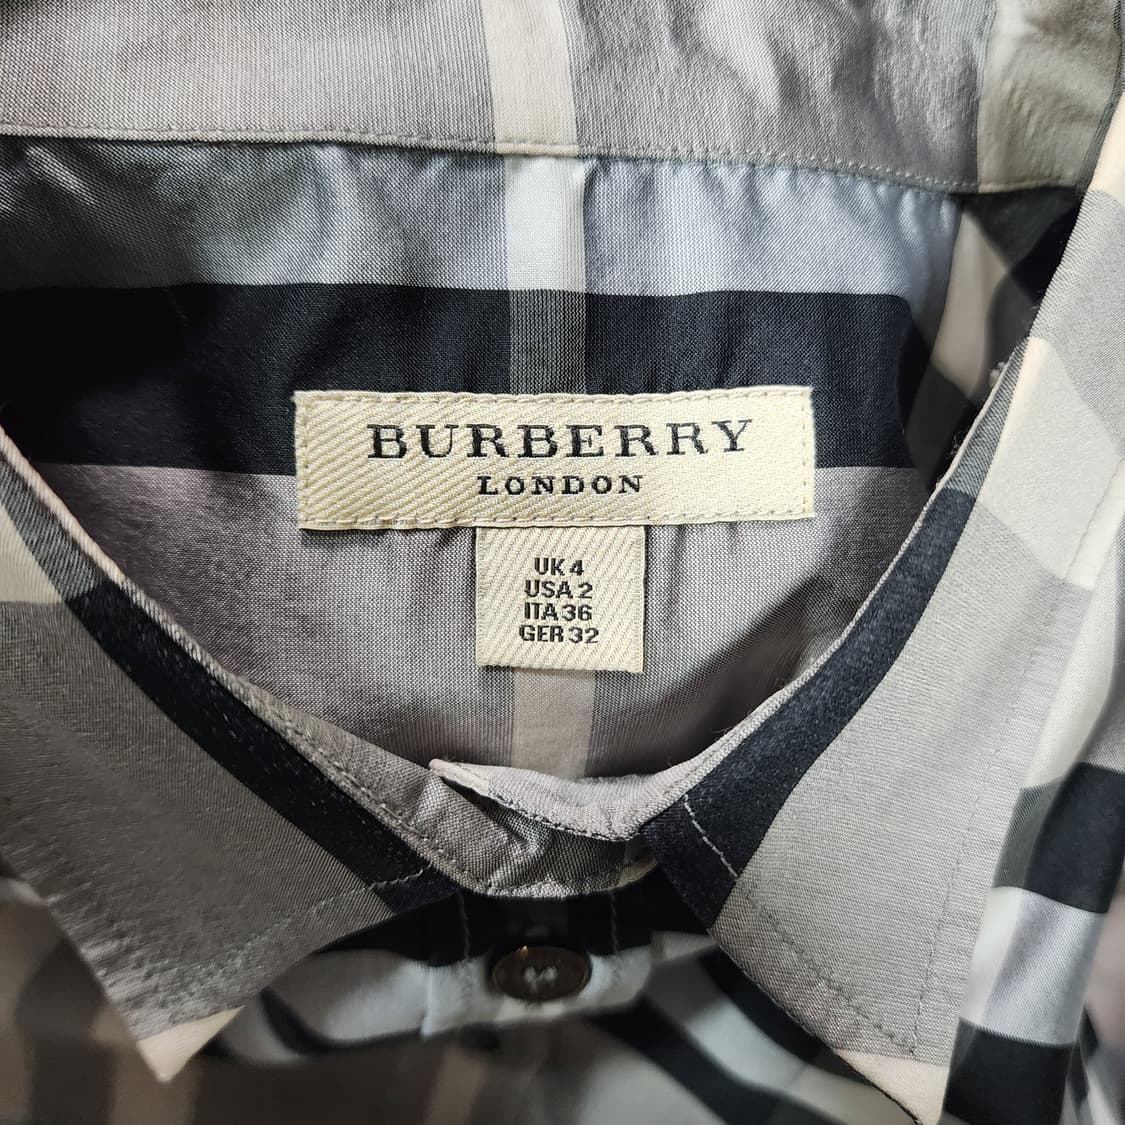 BURBERRY
LONDON
UK 4
USA 2
ITA 36
GER 32